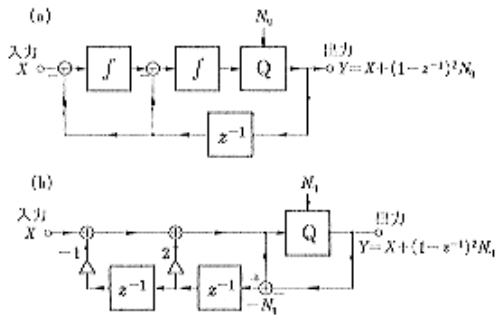 (a)
N₀
入力
X
∫
∫
Q
出力
Y=X+(1-z⁻¹)²N₀
z⁻¹
(b)
N₁
入力
X
Q
出力
Y=X+(1-z⁻¹)²N₁
-1
2
z⁻¹
z⁻¹
-N₁